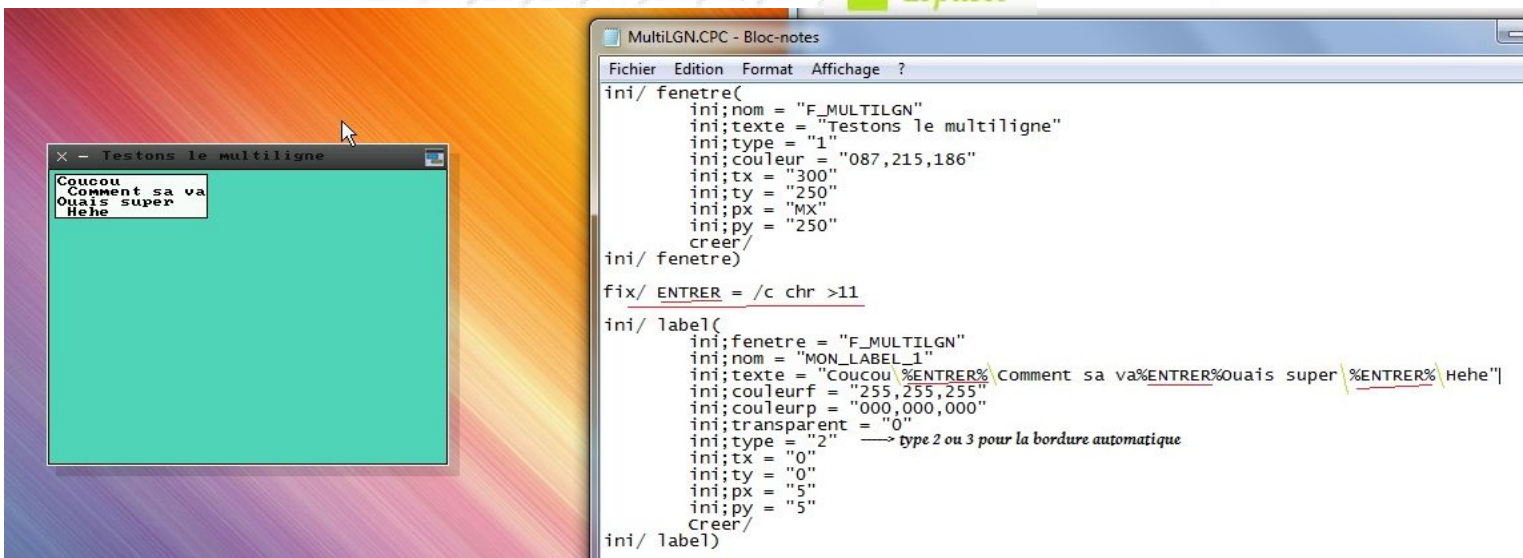 MultiLGN.CPC - Bloc-notes
Fichier Edition Format Affichage ?
ini/ fenetre(
ini;nom = "F_MULTILGN"
ini;texte = "Testons le multiligne"
ini;type = "1"
ini;couleur = "087,215,186"
ini;tx = "300"
ini;ty = "250"
ini;px = "MX"
ini;py = "250"
creer/
ini/ fenetre)
fix/ ENTRER = /c chr >11
ini/ label(
ini;fenetre = "F_MULTILGN"
ini;nom = "MON_LABEL_1"
ini;texte = "Coucou\%ENTRER%\Comment sa va%ENTRER%Ouais super\%ENTRER%\Hehe"
ini;couleurf = "255,255,255"
ini;couleurp = "000,000,000"
ini;transparent = "0"
ini;type = "2" ----> type 2 ou 3 pour la bordure automatique
ini;tx = "0"
ini;ty = "0"
ini;px = "5"
ini;py = "5"
creer/
ini/ label)
X - Testons le multiligne
Coucou
Comment sa va
Ouais super
Hehe